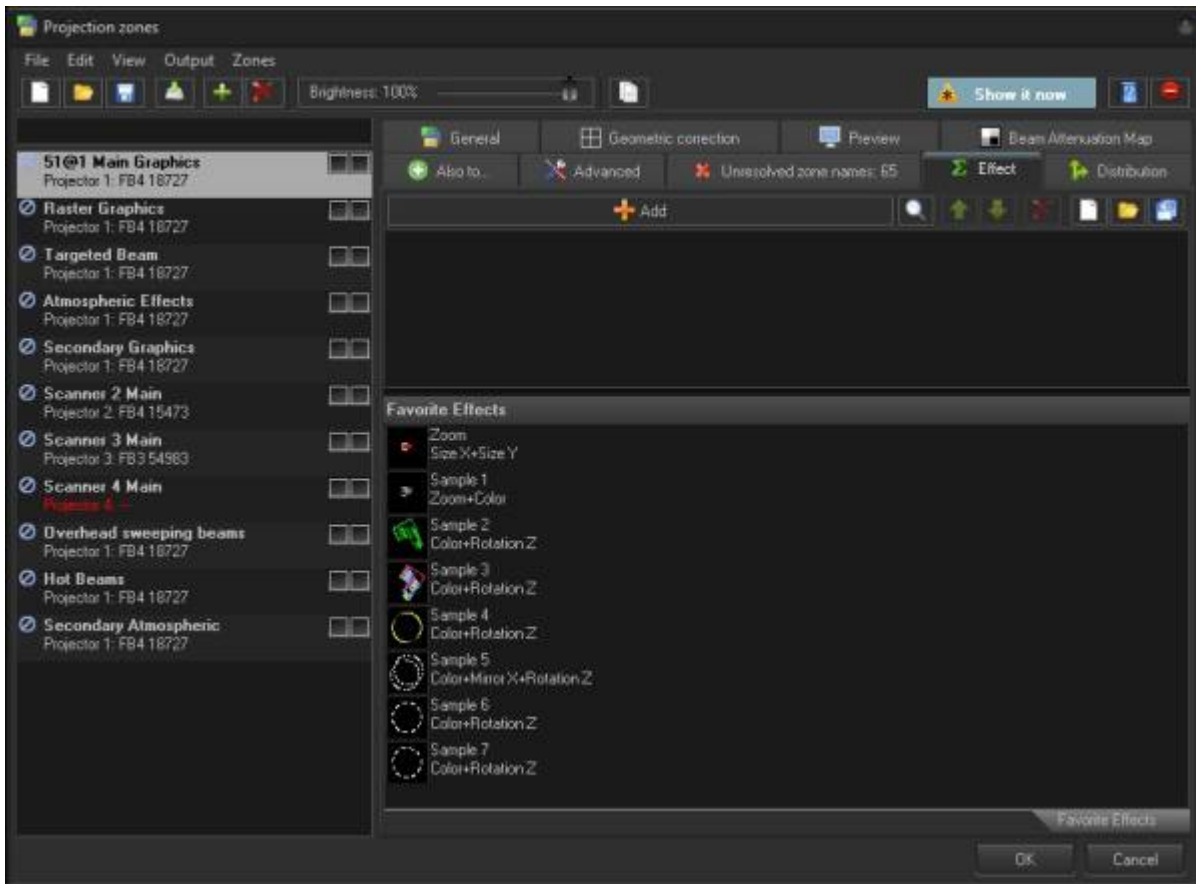 Projection zones
File Edit View Output Zones
Brightness: 100%
Show it now
General
Geometric correction
Preview
Beam Attenuation Map
51@1 Main Graphics
Projector 1: FB4 18727
Also to...
Advanced
Unresolved zone names: 65
Effect
Distribution
Add
Raster Graphics
Projector 1: FB4 18727
Targeted Beam
Projector 1: FB4 18727
Atmospheric Effects
Projector 1: FB4 18727
Secondary Graphics
Projector 1: FB4 18727
Scanner 2 Main
Projector 2: FB4 15473
Scanner 3 Main
Projector 3: FB3 54983
Scanner 4 Main
Projector 4: --
Overhead sweeping beams
Projector 1: FB4 18727
Hot Beams
Projector 1: FB4 18727
Secondary Atmospheric
Projector 1: FB4 18727
Favorite Effects
Zoom
Size X+Size Y
Sample 1
Zoom+Color
Sample 2
Color+Rotation Z
Sample 3
Color+Rotation Z
Sample 4
Color+Rotation Z
Sample 5
Color+Mirror X+Rotation Z
Sample 6
Color+Rotation Z
Sample 7
Color+Rotation Z
Favorite Effects
OK
Cancel